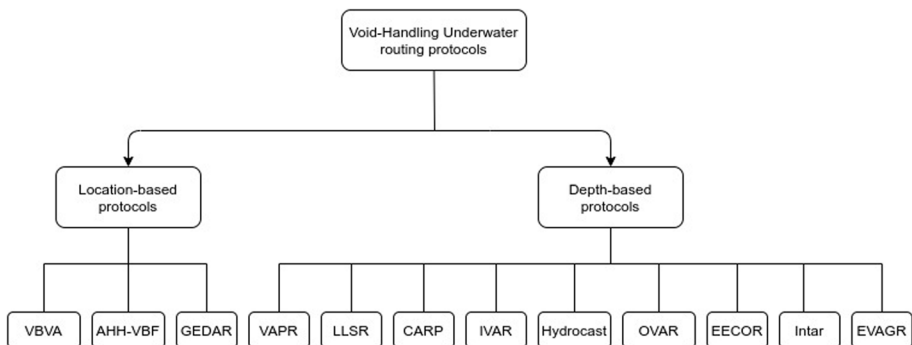 Void-Handling Underwater
routing protocols
Location-based
protocols
Depth-based
protocols
VBVA
AHH-VBF
GEDAR
VAPR
LLSR
CARP
IVAR
Hydrocast
OVAR
EECOR
Intar
EVAGR